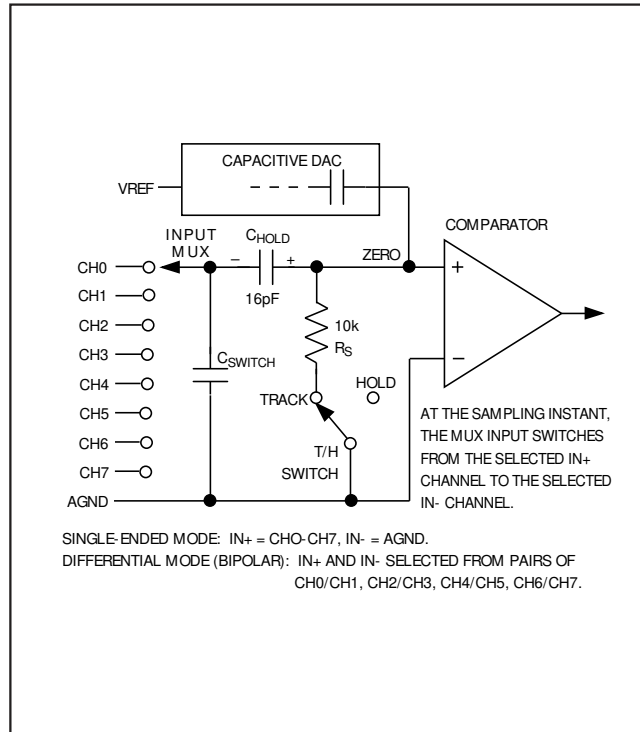 CAPACITIVE DAC
VREF
COMPARATOR
INPUT
MUX
CHOLD
ZERO
– +
+
CH0
16pF
CH1
10k
RS
CH2
CH3
CSWITCH
–
HOLD
CH4
TRACK
CH5
CH6
T/H
SWITCH
CH7
AGND
AT THE SAMPLING INSTANT,
THE MUX INPUT SWITCHES
FROM THE SELECTED IN+
CHANNEL TO THE SELECTED
IN- CHANNEL.
SINGLE-ENDED MODE: IN+ = CHO-CH7, IN- = AGND.
DIFFERENTIAL MODE (BIPOLAR): IN+ AND IN- SELECTED FROM PAIRS OF
CH0/CH1, CH2/CH3, CH4/CH5, CH6/CH7.